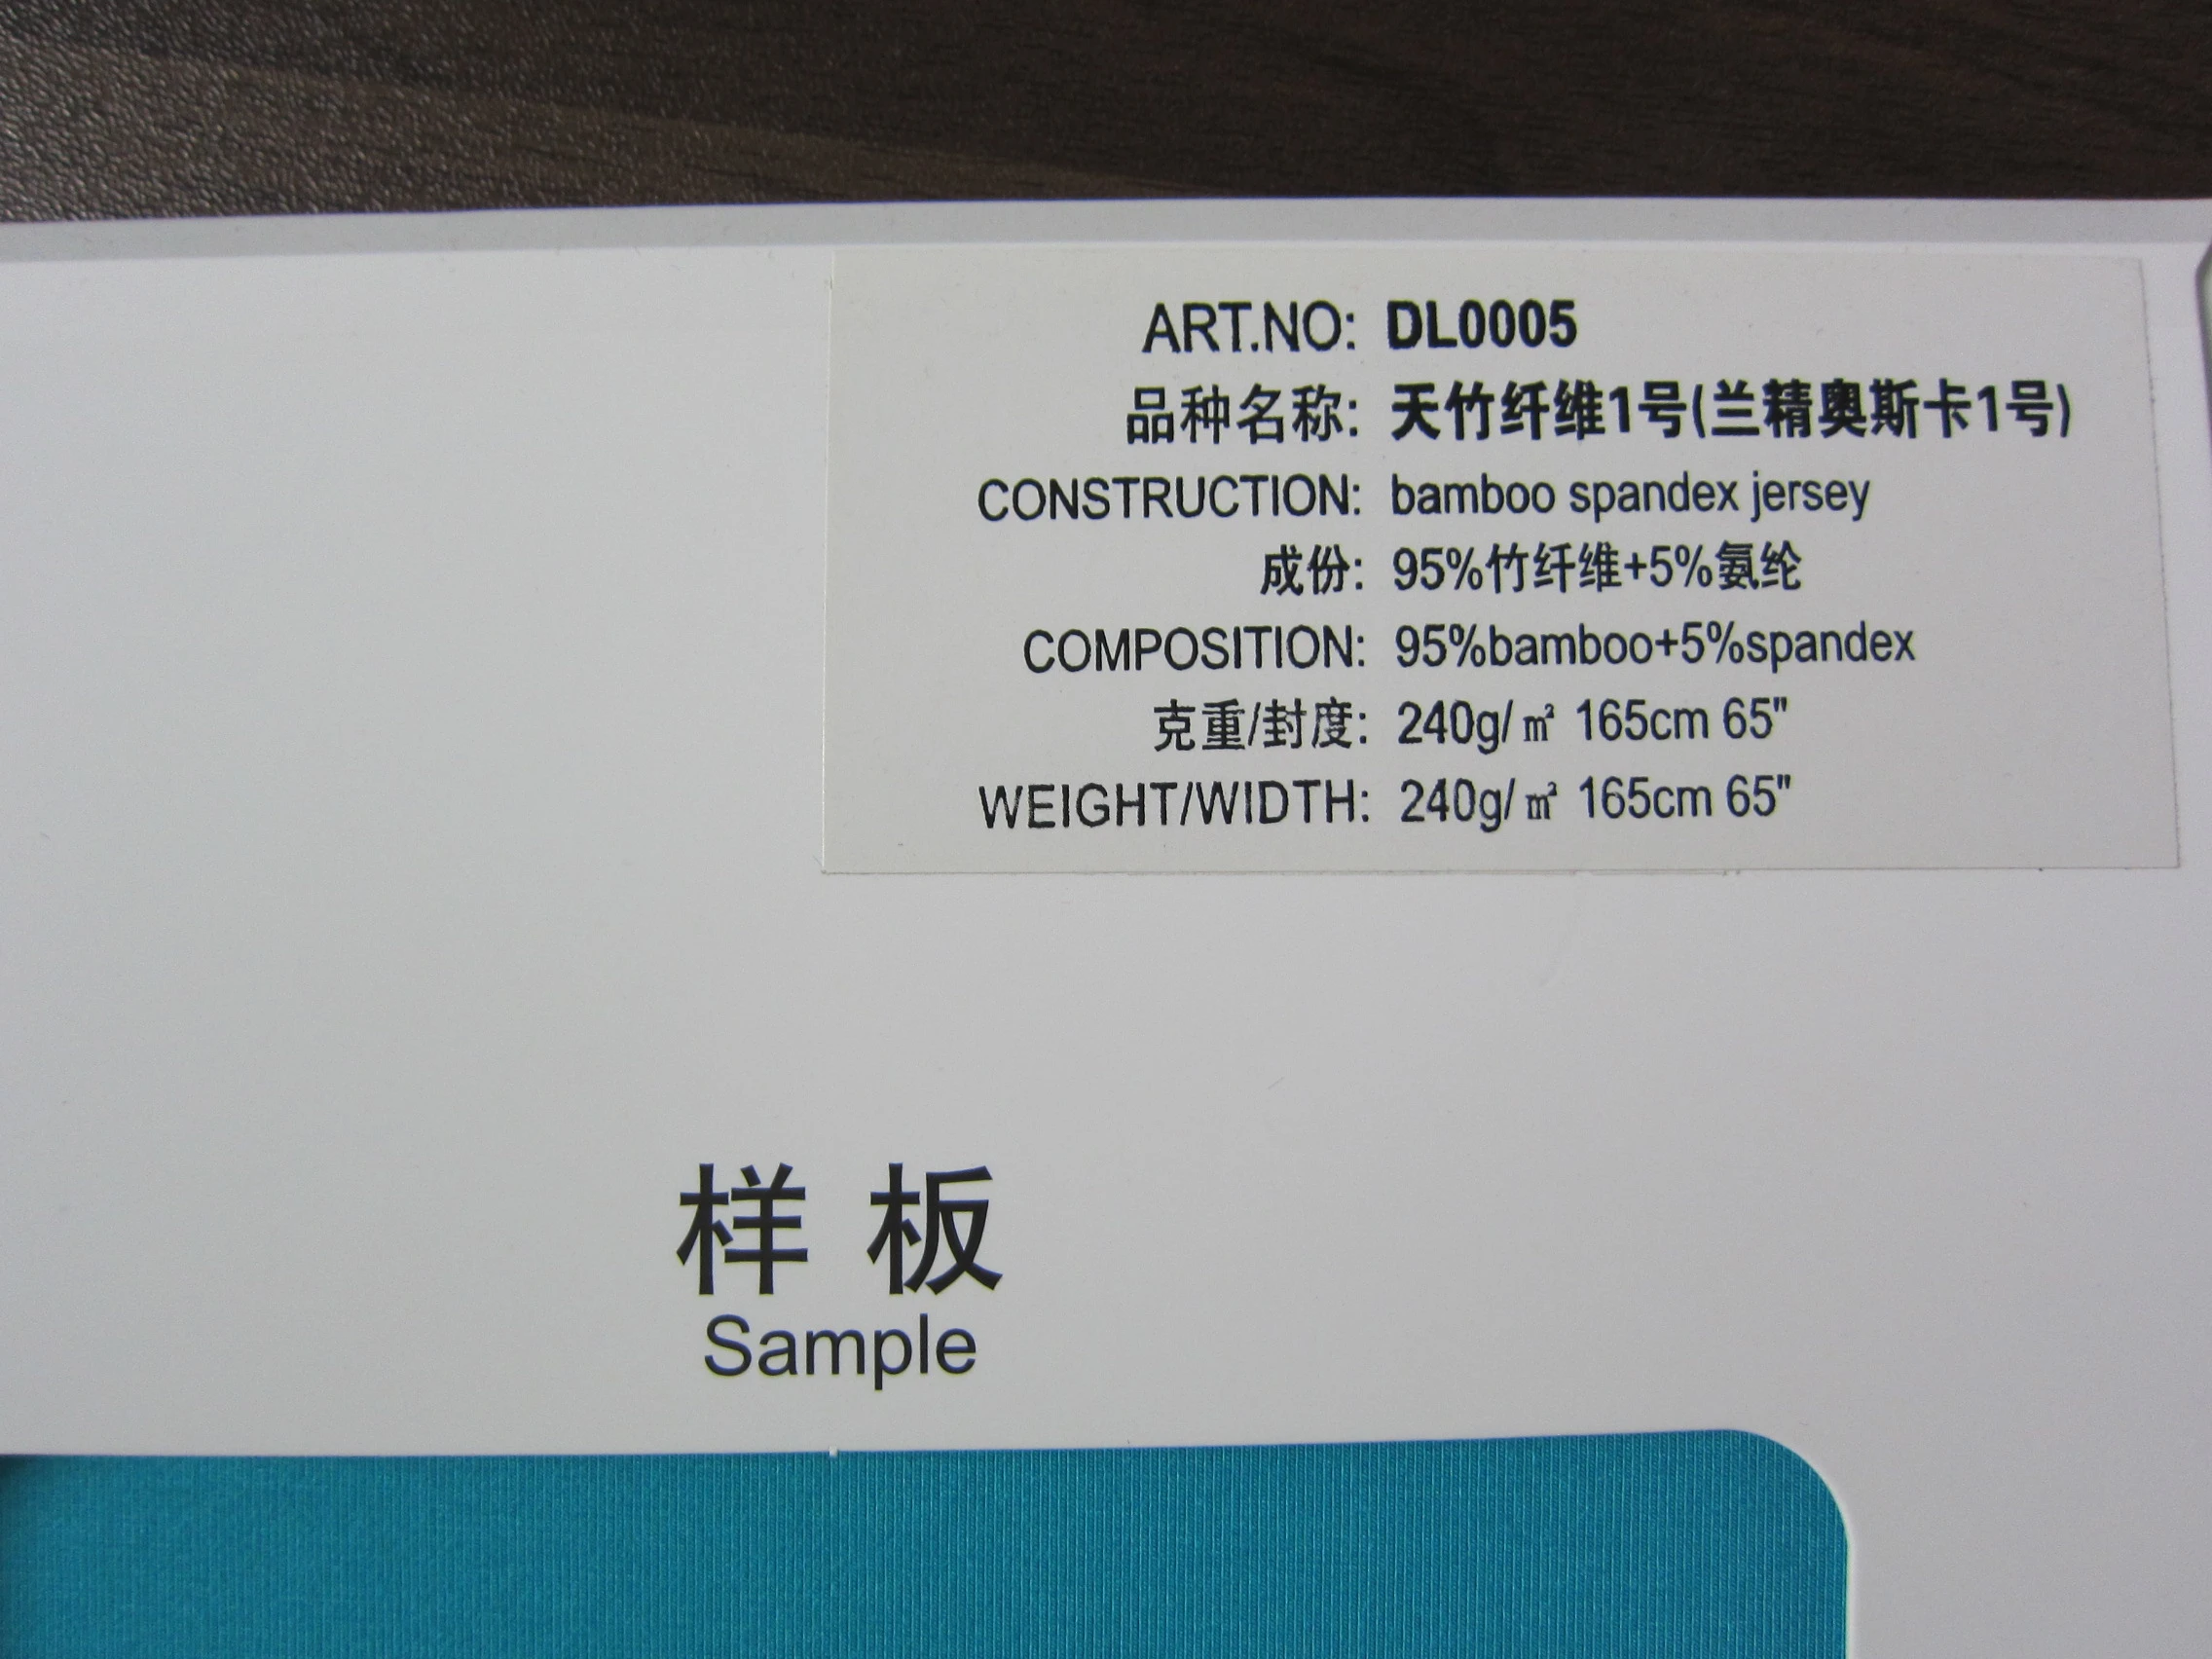 ART.NO: DL0005
品种名称: 天竹纤维1号(兰精奥斯卡1号)
CONSTRUCTION: bamboo spandex jersey
成份: 95%竹纤维+5%氨纶
COMPOSITION: 95%bamboo+5%spandex
克重/封度: 240g/㎡ 165cm 65"
WEIGHT/WIDTH: 240g/㎡ 165cm 65"
样 板
Sample